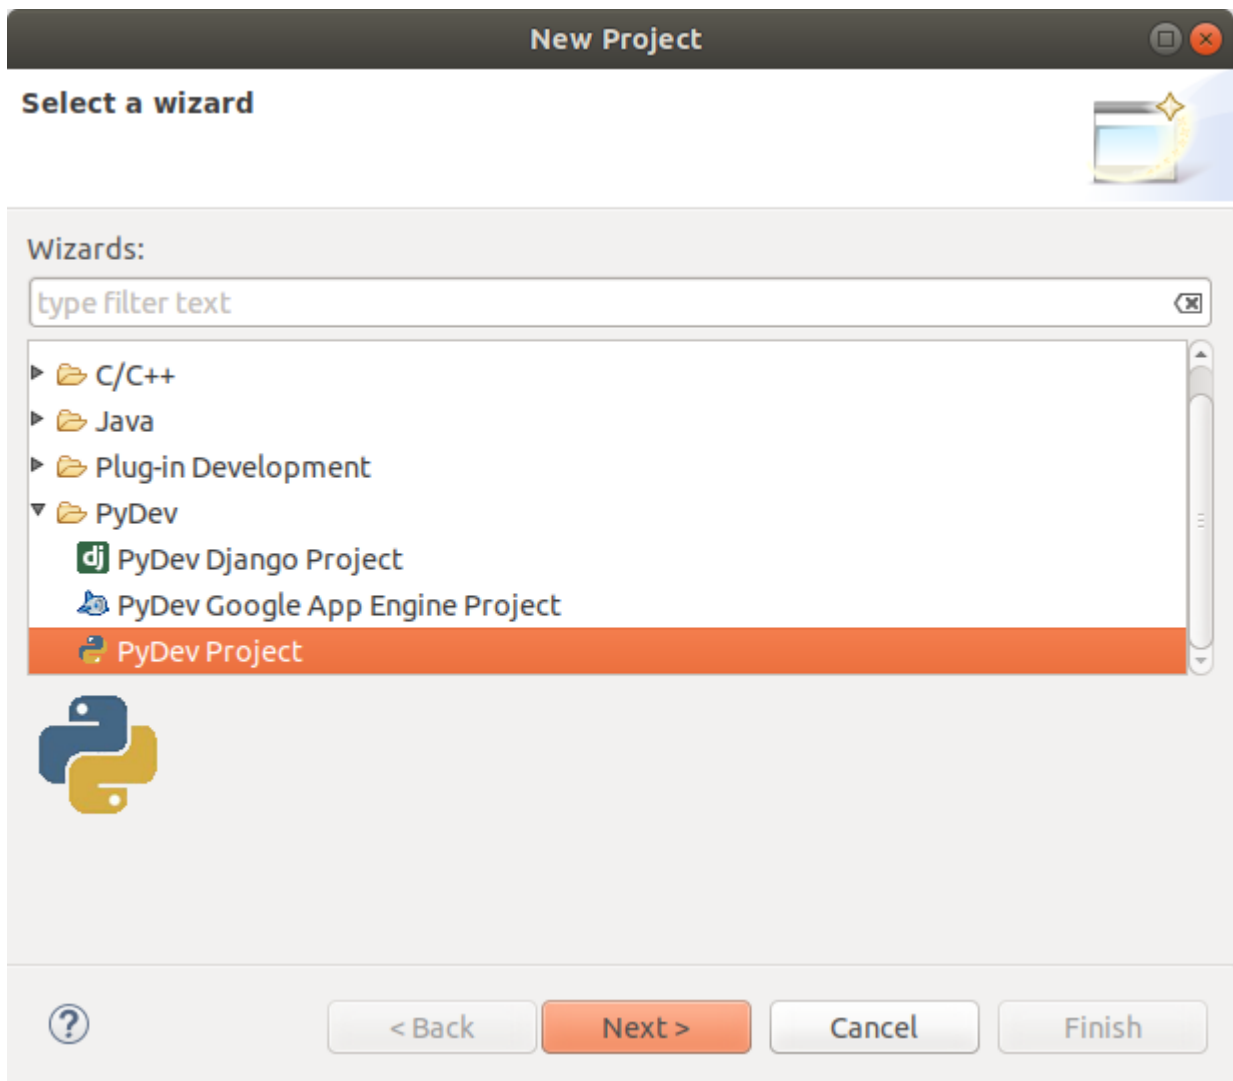 New Project
Select a wizard
Wizards:
type filter text
C/C++
Java
Plug-in Development
PyDev
dj PyDev Django Project
PyDev Google App Engine Project
PyDev Project
? < Back Next > Cancel Finish